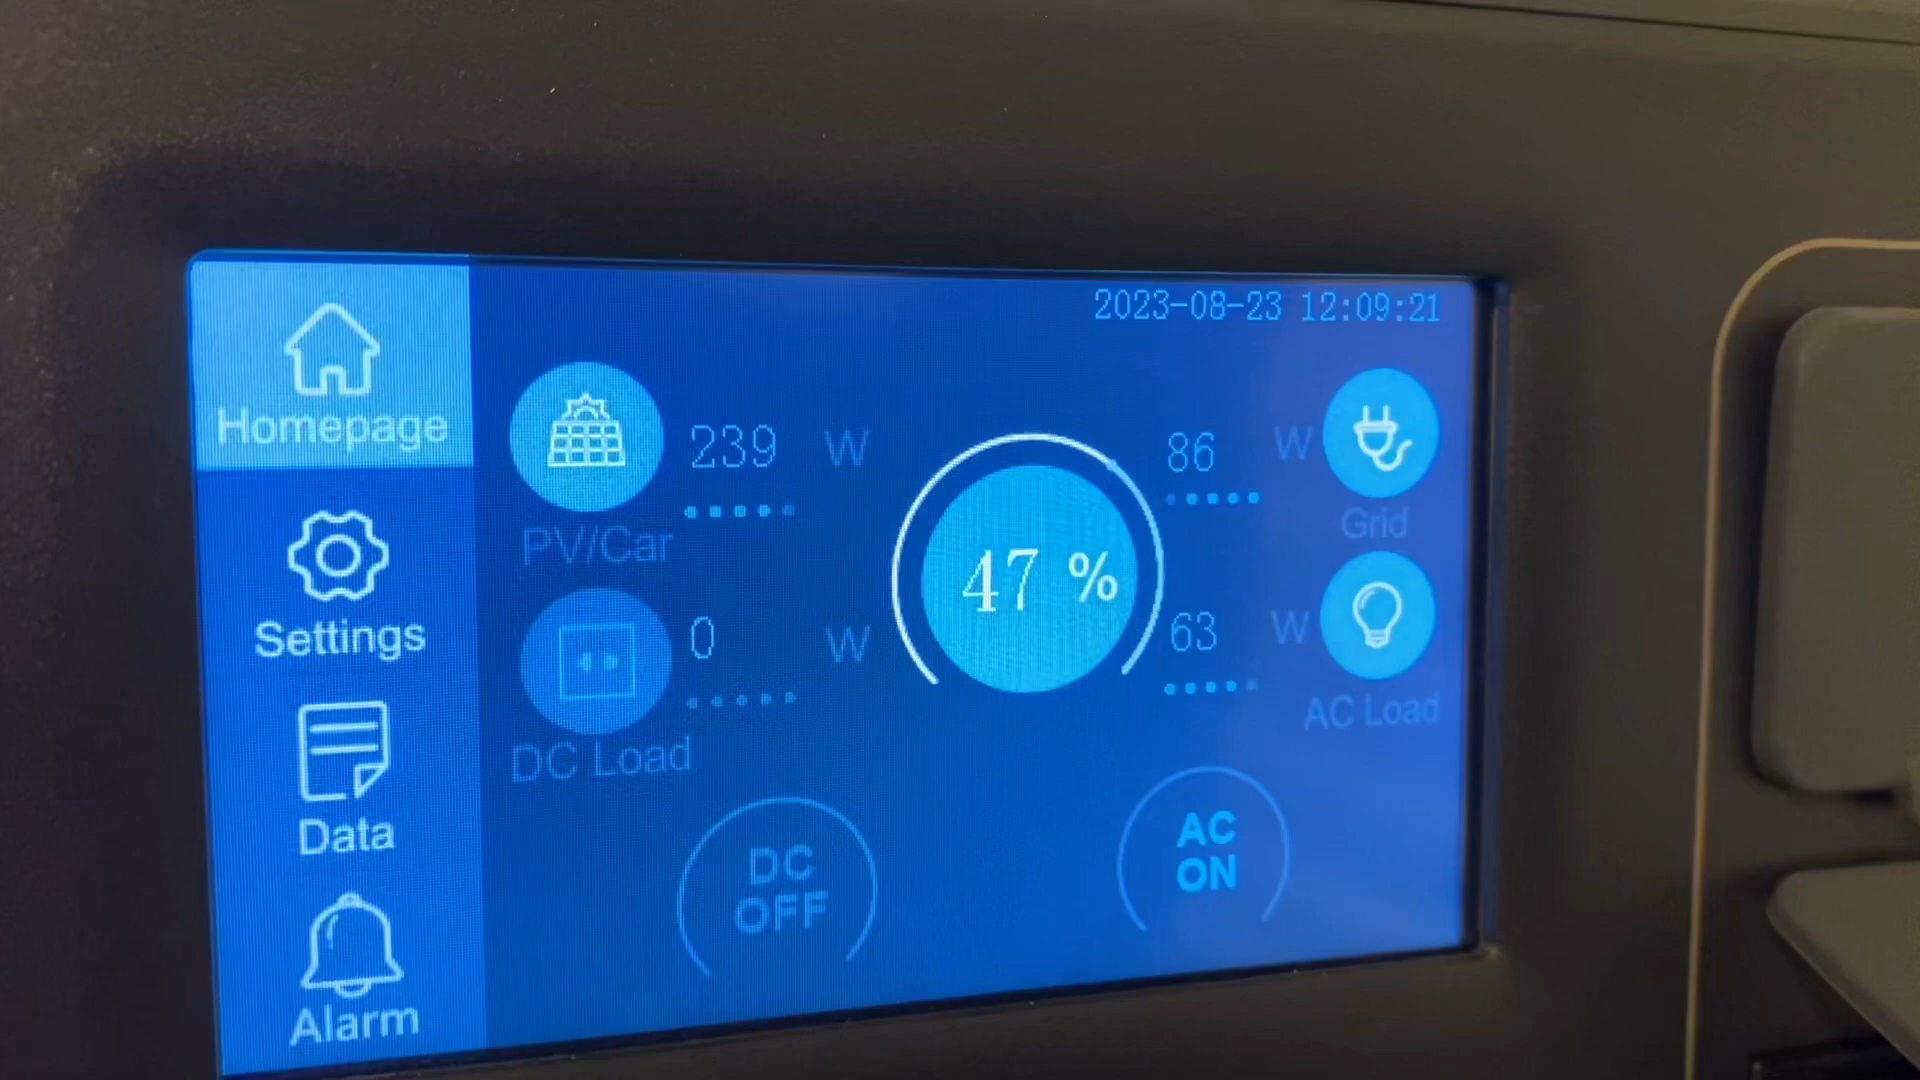 2023-08-23 12:09:21
Homepage
Settings
Data
Alarm
239 W
PV/Car
0 W
DC Load
47 %
86 W
Grid
63 W
AC Load
DC
OFF
AC
ON